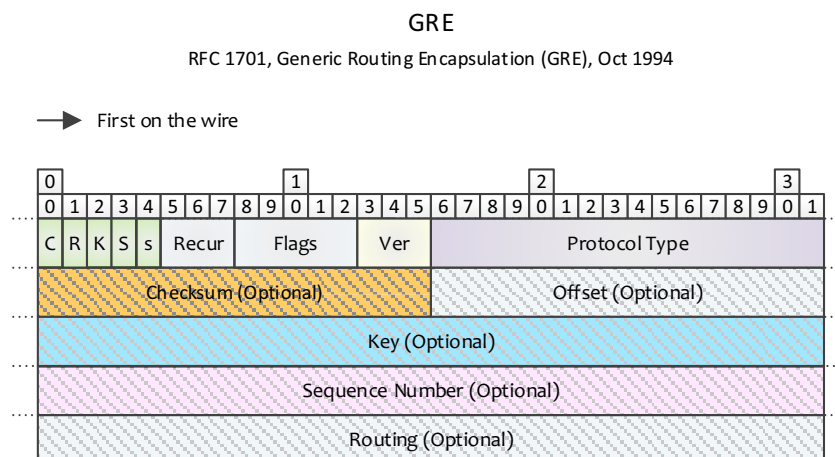 GRE
RFC 1701, Generic Routing Encapsulation (GRE), Oct 1994
First on the wire
0 1 2 3
0 1 2 3 4 5 6 7 8 9 0 1 2 3 4 5 6 7 8 9 0 1 2 3 4 5 6 7 8 9 0 1
C R K S s Recur Flags Ver Protocol Type
Checksum (Optional) Offset (Optional)
Key (Optional)
Sequence Number (Optional)
Routing (Optional)